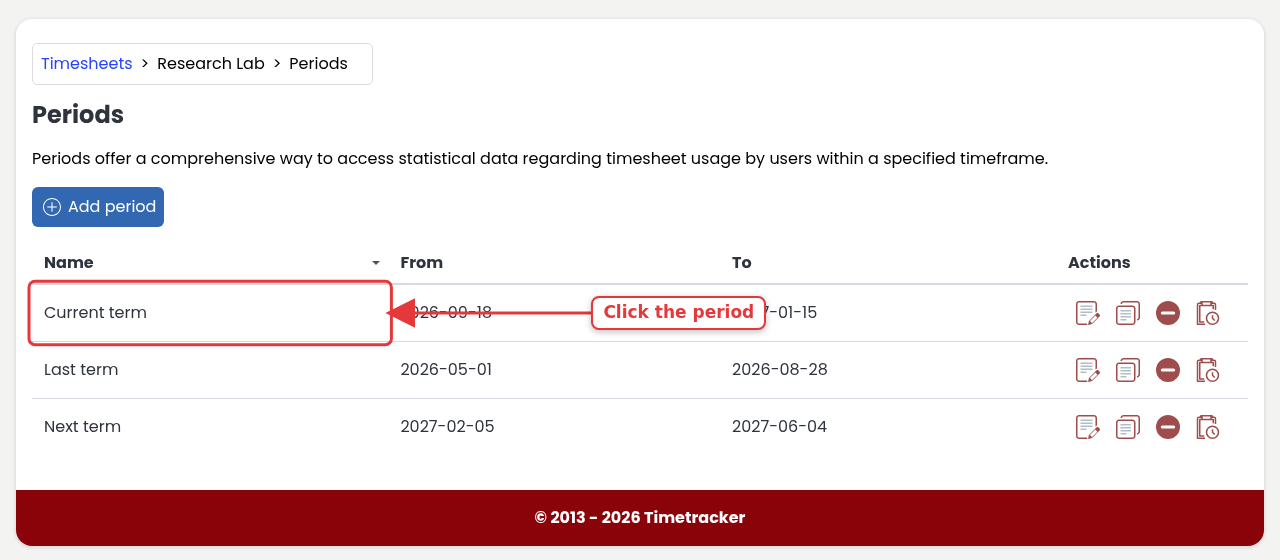 Timesheets > Research Lab > Periods
Periods
Periods offer a comprehensive way to access statistical data regarding timesheet usage by users within a specified timeframe.
Add period
Name From To Actions
Current term Click the period -01-15
Last term 2026-05-01 2026-08-28
Next term 2027-02-05 2027-06-04
© 2013 - 2026 Timetracker